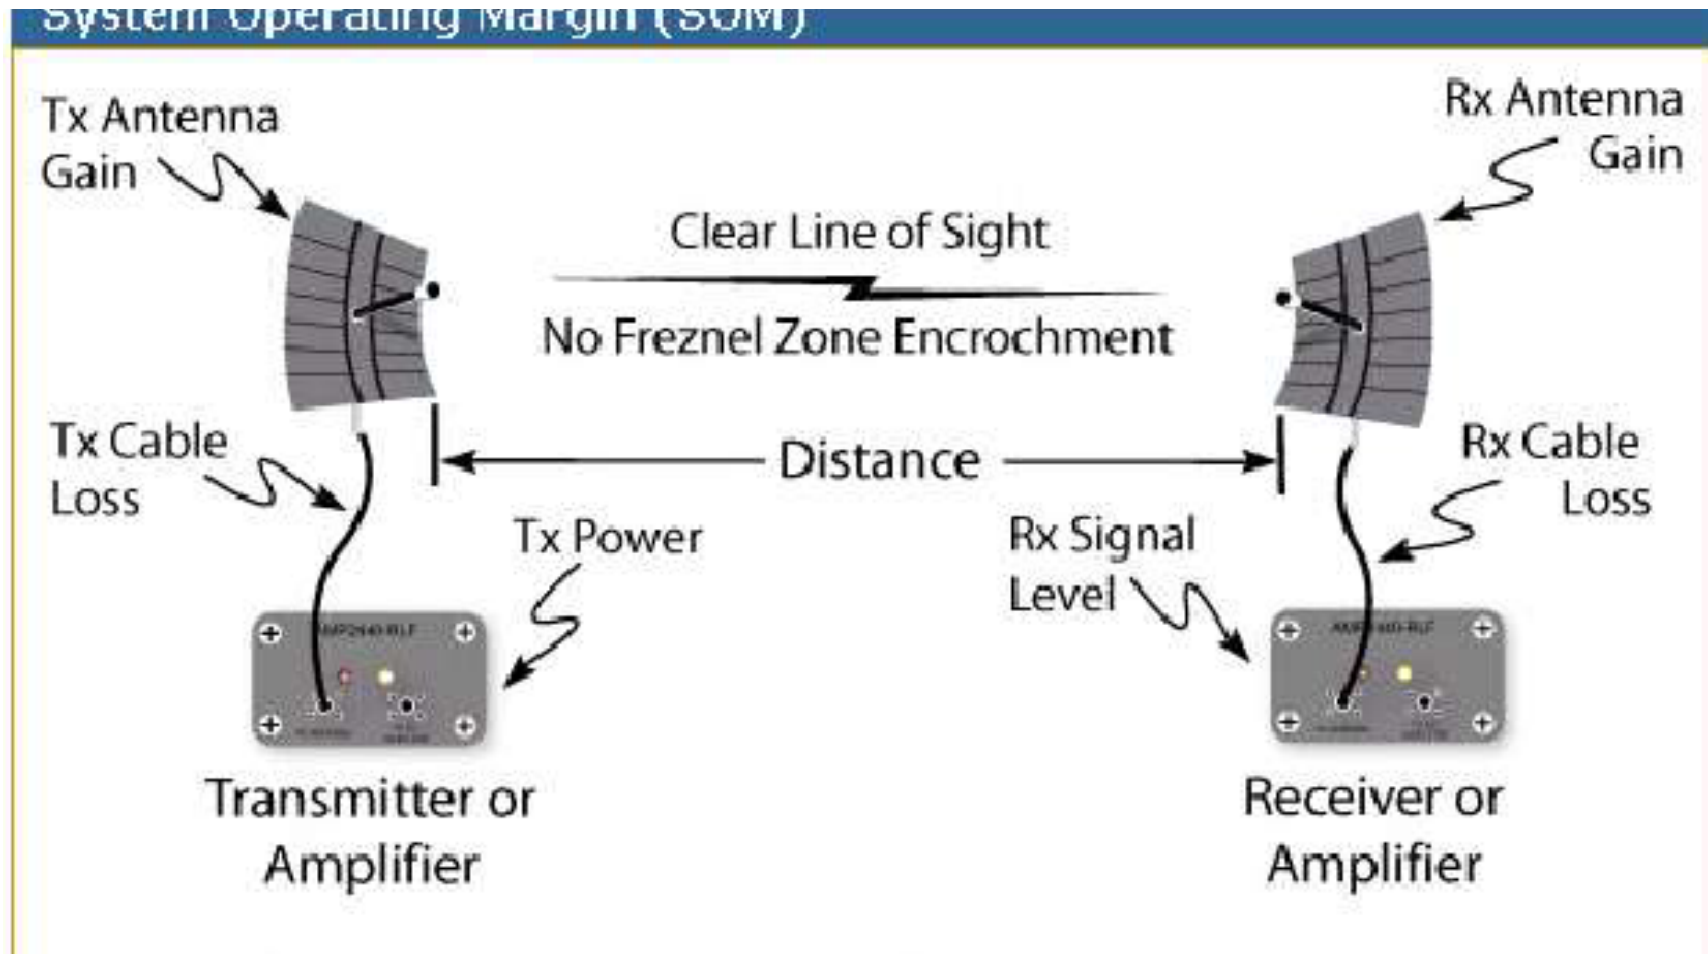 System Operating Margin (SOM)
Tx Antenna
Gain
Rx Antenna
Gain
Clear Line of Sight
No Freznel Zone Encrochment
Tx Cable
Loss
Distance
Rx Cable
Loss
Tx Power
Rx Signal
Level
Transmitter or
Amplifier
Receiver or
Amplifier